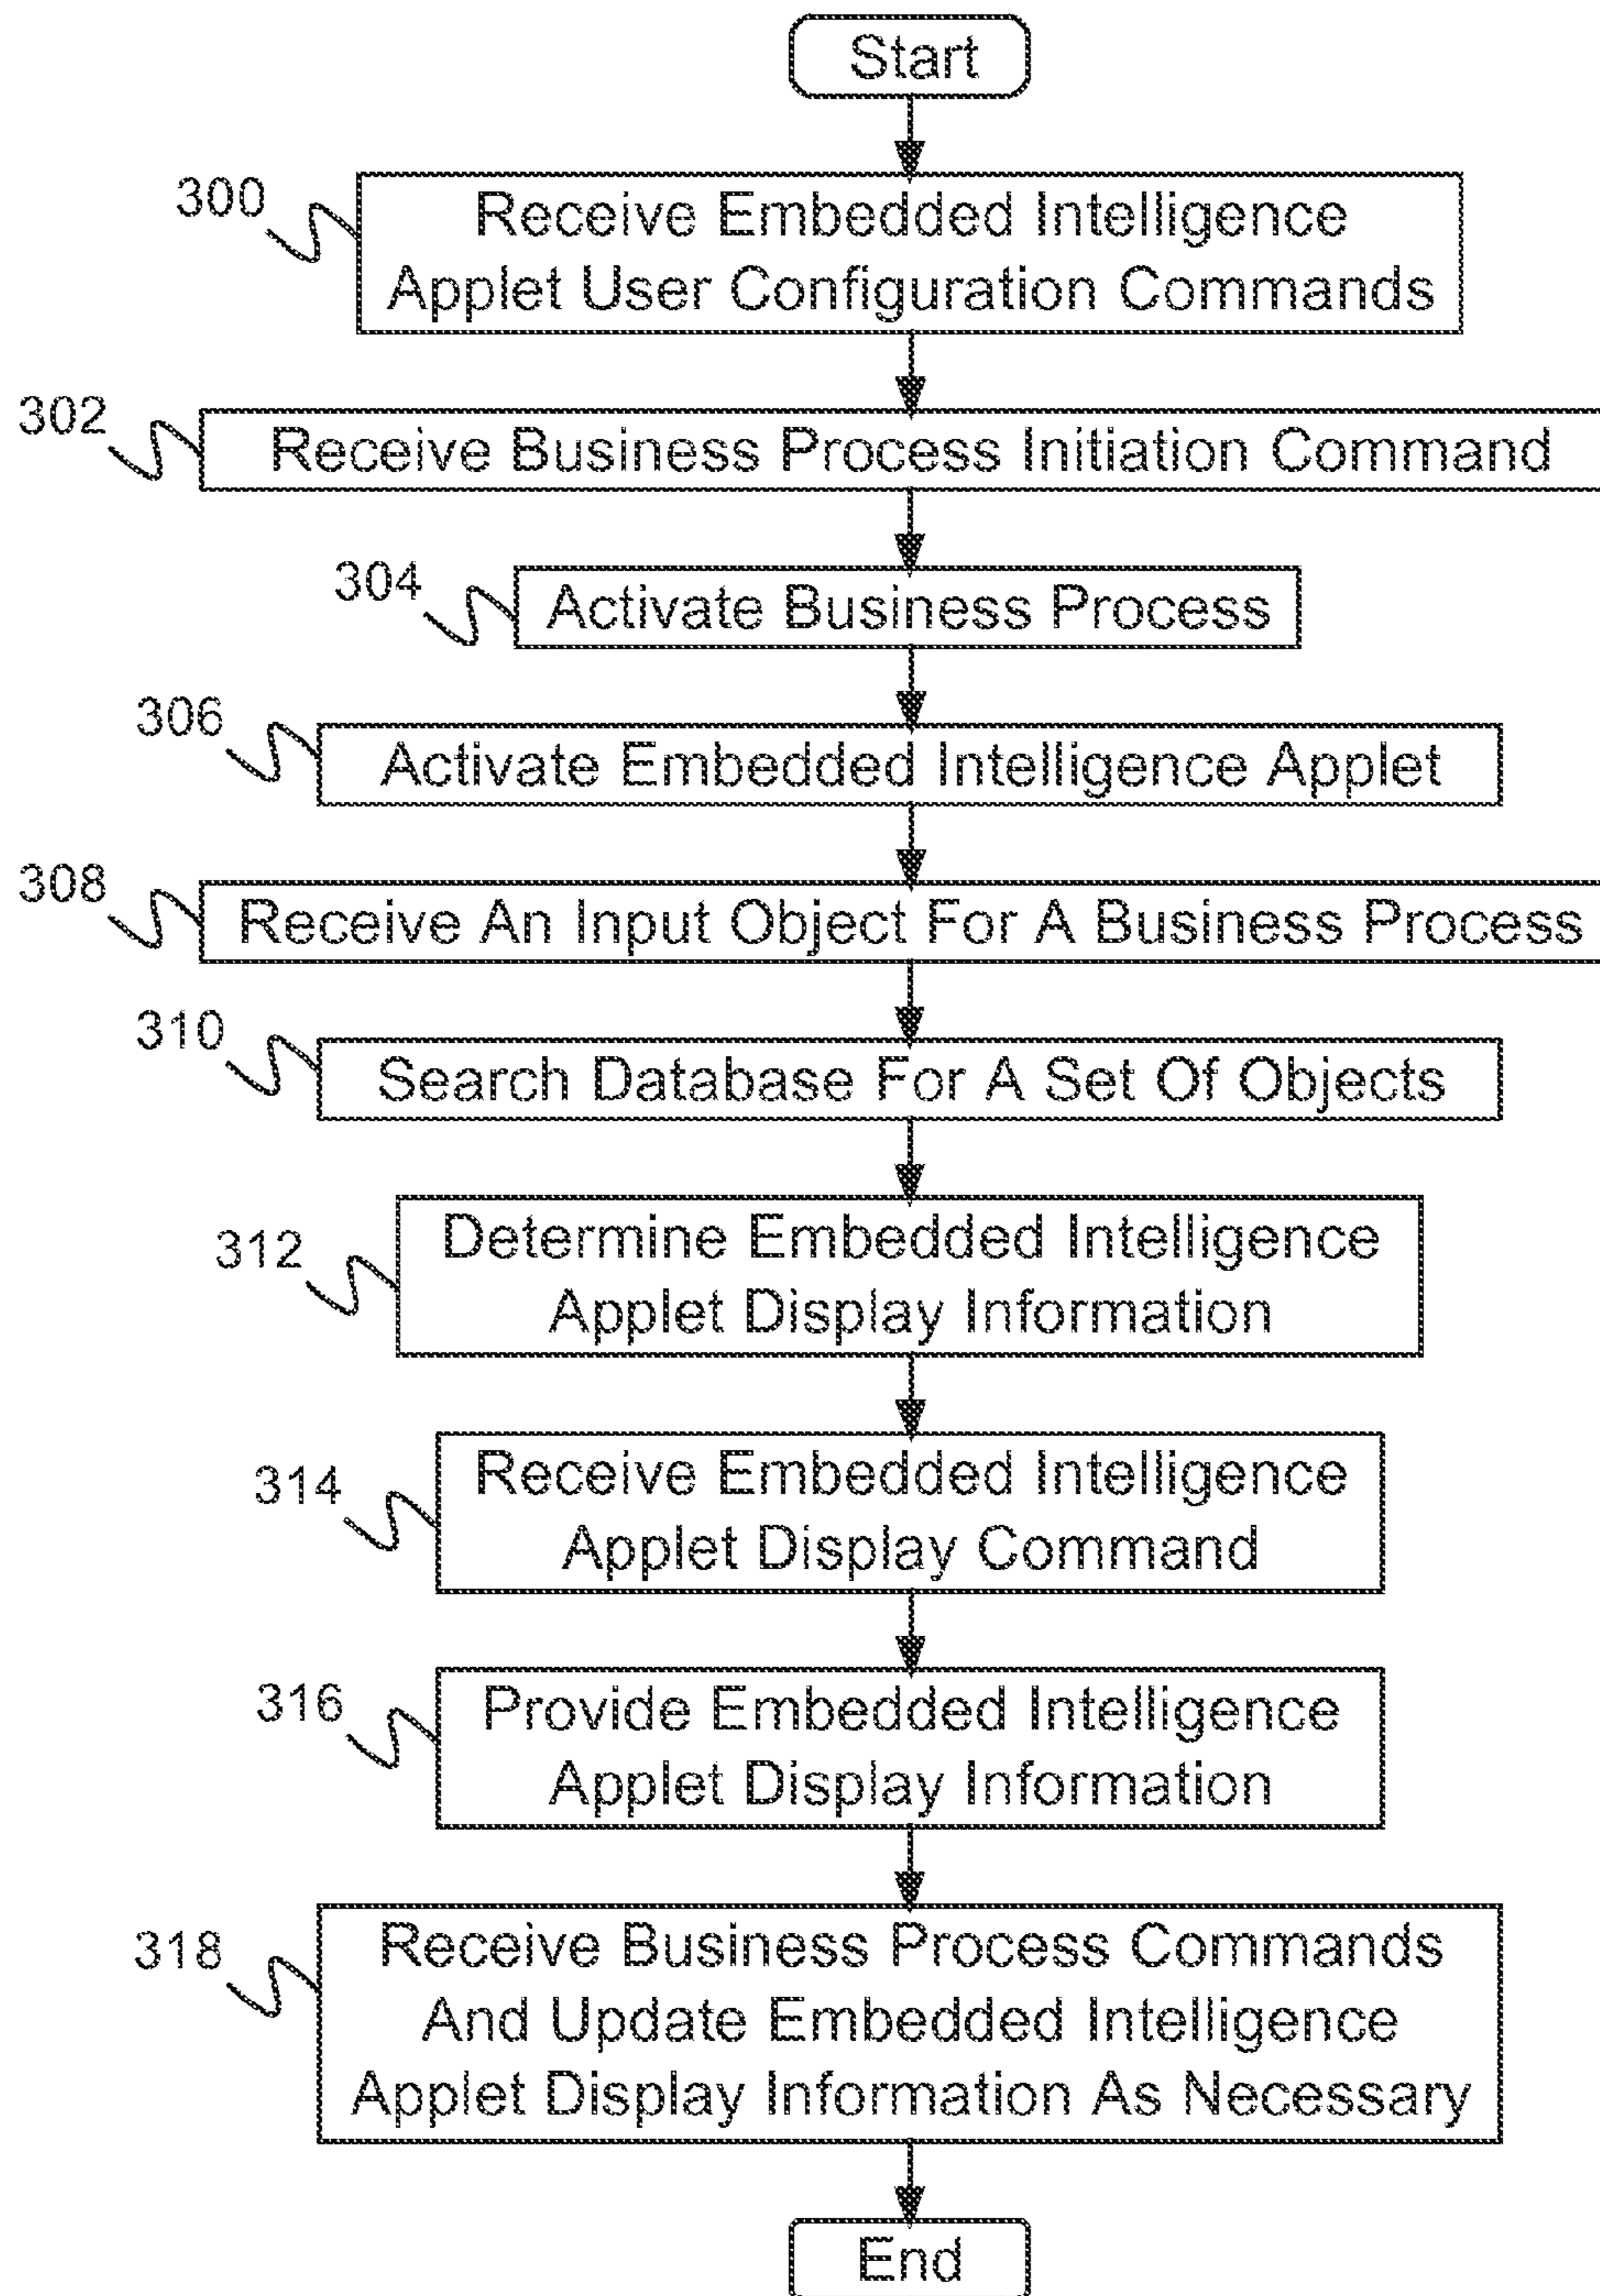 Start
300
Receive Embedded Intelligence
Applet User Configuration Commands
302
Receive Business Process Initiation Command
304
Activate Business Process
306
Activate Embedded Intelligence Applet
308
Receive An Input Object For A Business Process
310
Search Database For A Set Of Objects
312
Determine Embedded Intelligence
Applet Display Information
314
Receive Embedded Intelligence
Applet Display Command
316
Provide Embedded Intelligence
Applet Display Information
318
Receive Business Process Commands
And Update Embedded Intelligence
Applet Display Information As Necessary
End